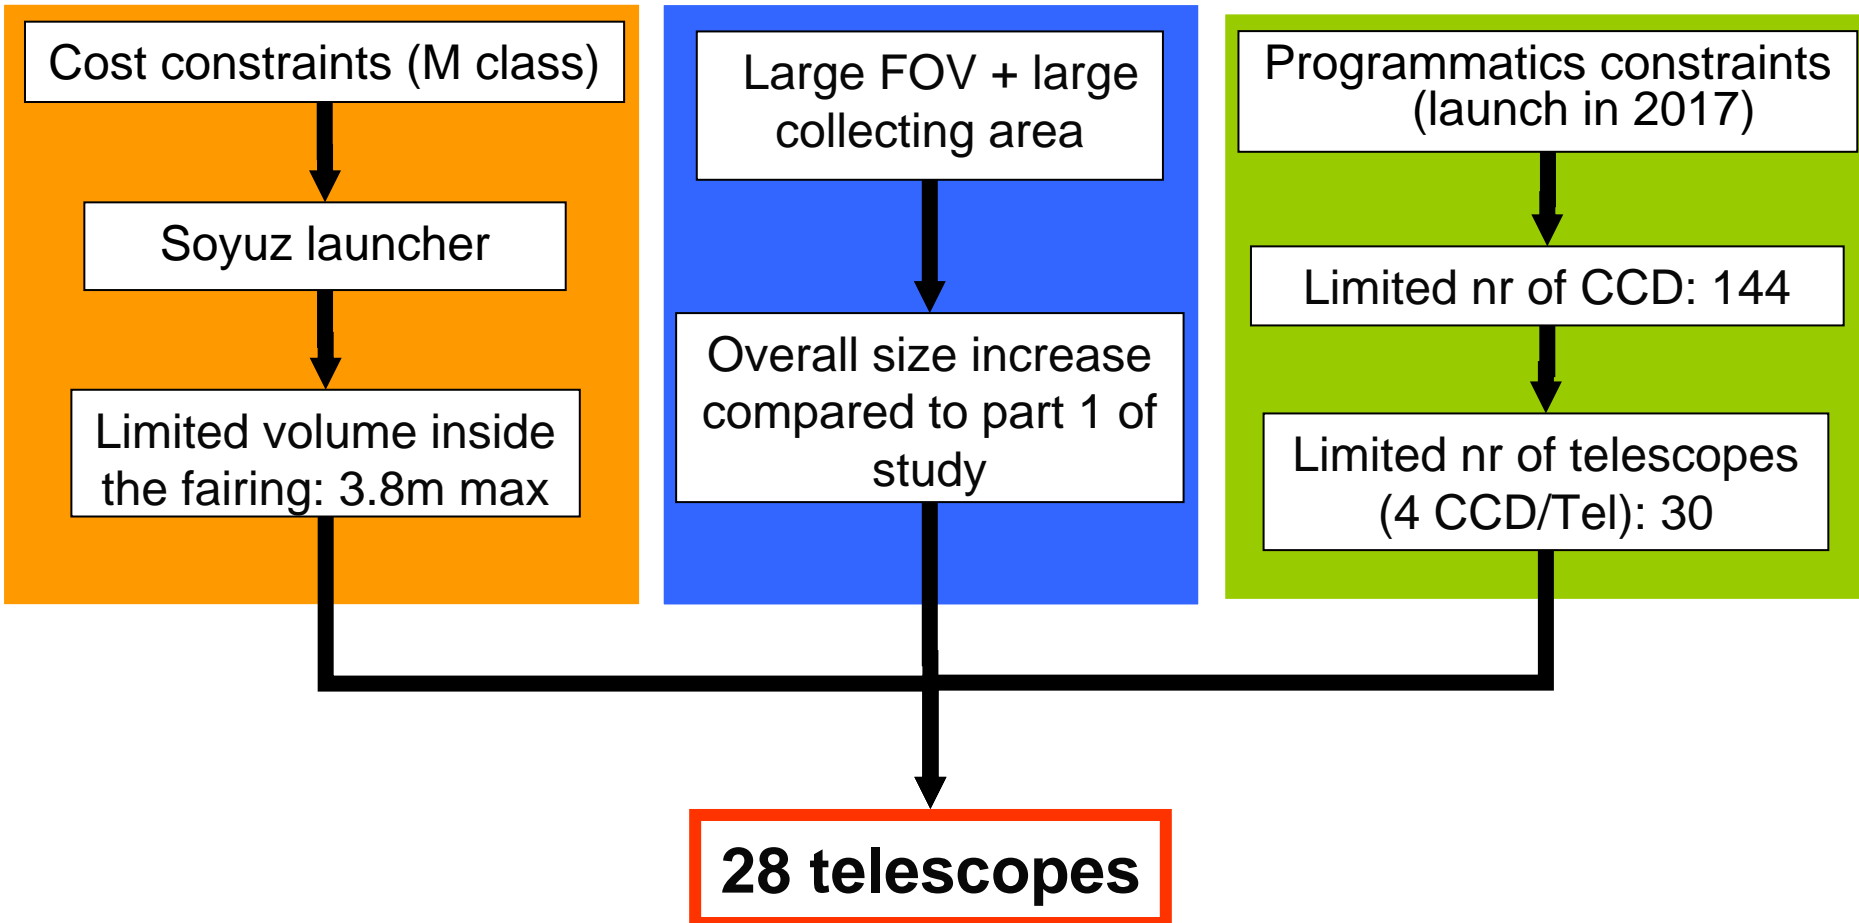 Cost constraints (M class)
Soyuz launcher
Limited volume inside
the fairing: 3.8m max
Large FOV + large
collecting area
Overall size increase
compared to part 1 of
study
Programmatics constraints
(launch in 2017)
Limited nr of CCD: 144
Limited nr of telescopes
(4 CCD/Tel): 30
28 telescopes